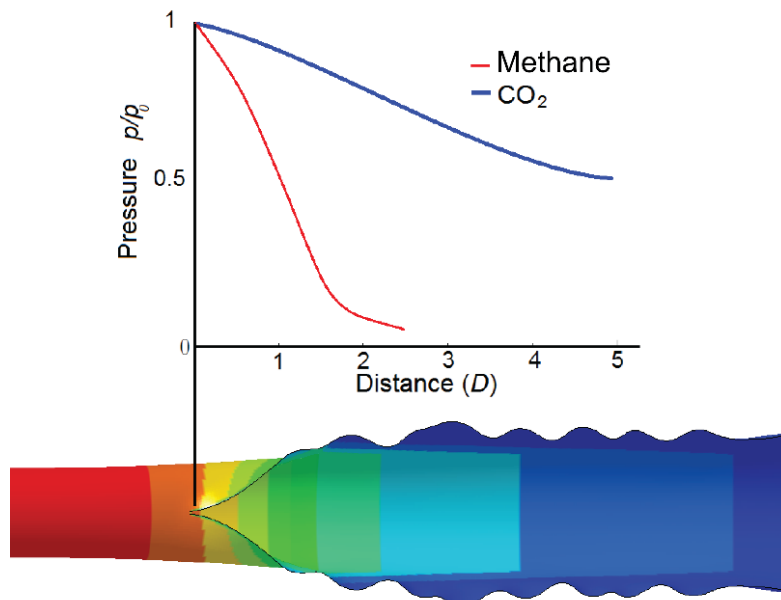 1
Methane
CO₂
Pressure p/p₀
0.5
0
1 2 3 4 5
Distance (D)